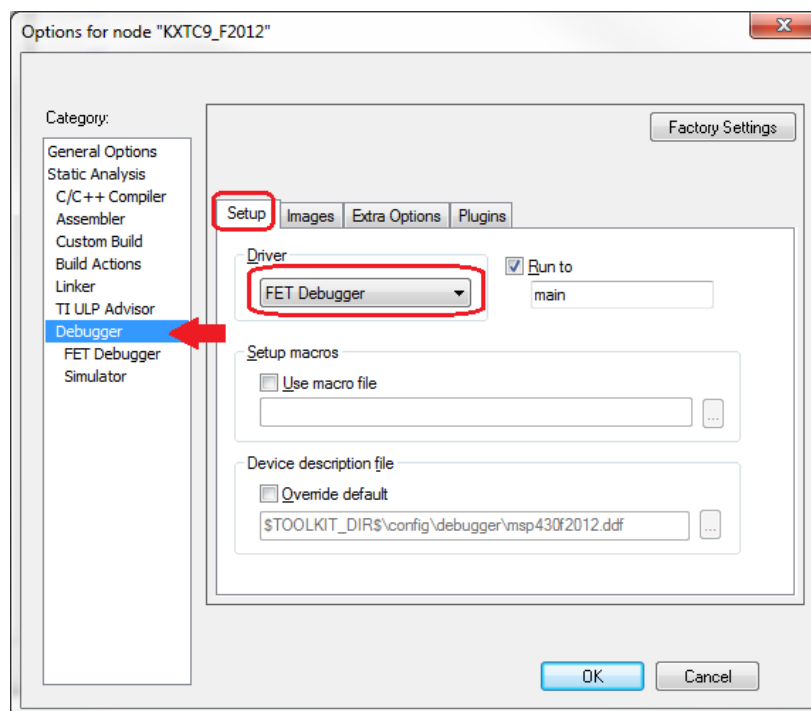 Options for node "KXTC9_F2012"
Category:
Factory Settings
General Options
Static Analysis
C/C++ Compiler
Assembler
Custom Build
Build Actions
Linker
TI ULP Advisor
Debugger
FET Debugger
Simulator
Setup Images Extra Options Plugins
Driver
FET Debugger
Run to
main
Setup macros
Use macro file
...
Device description file
Override default
$TOOLKIT_DIR$\config\debugger\msp430f2012.ddf
...
OK Cancel